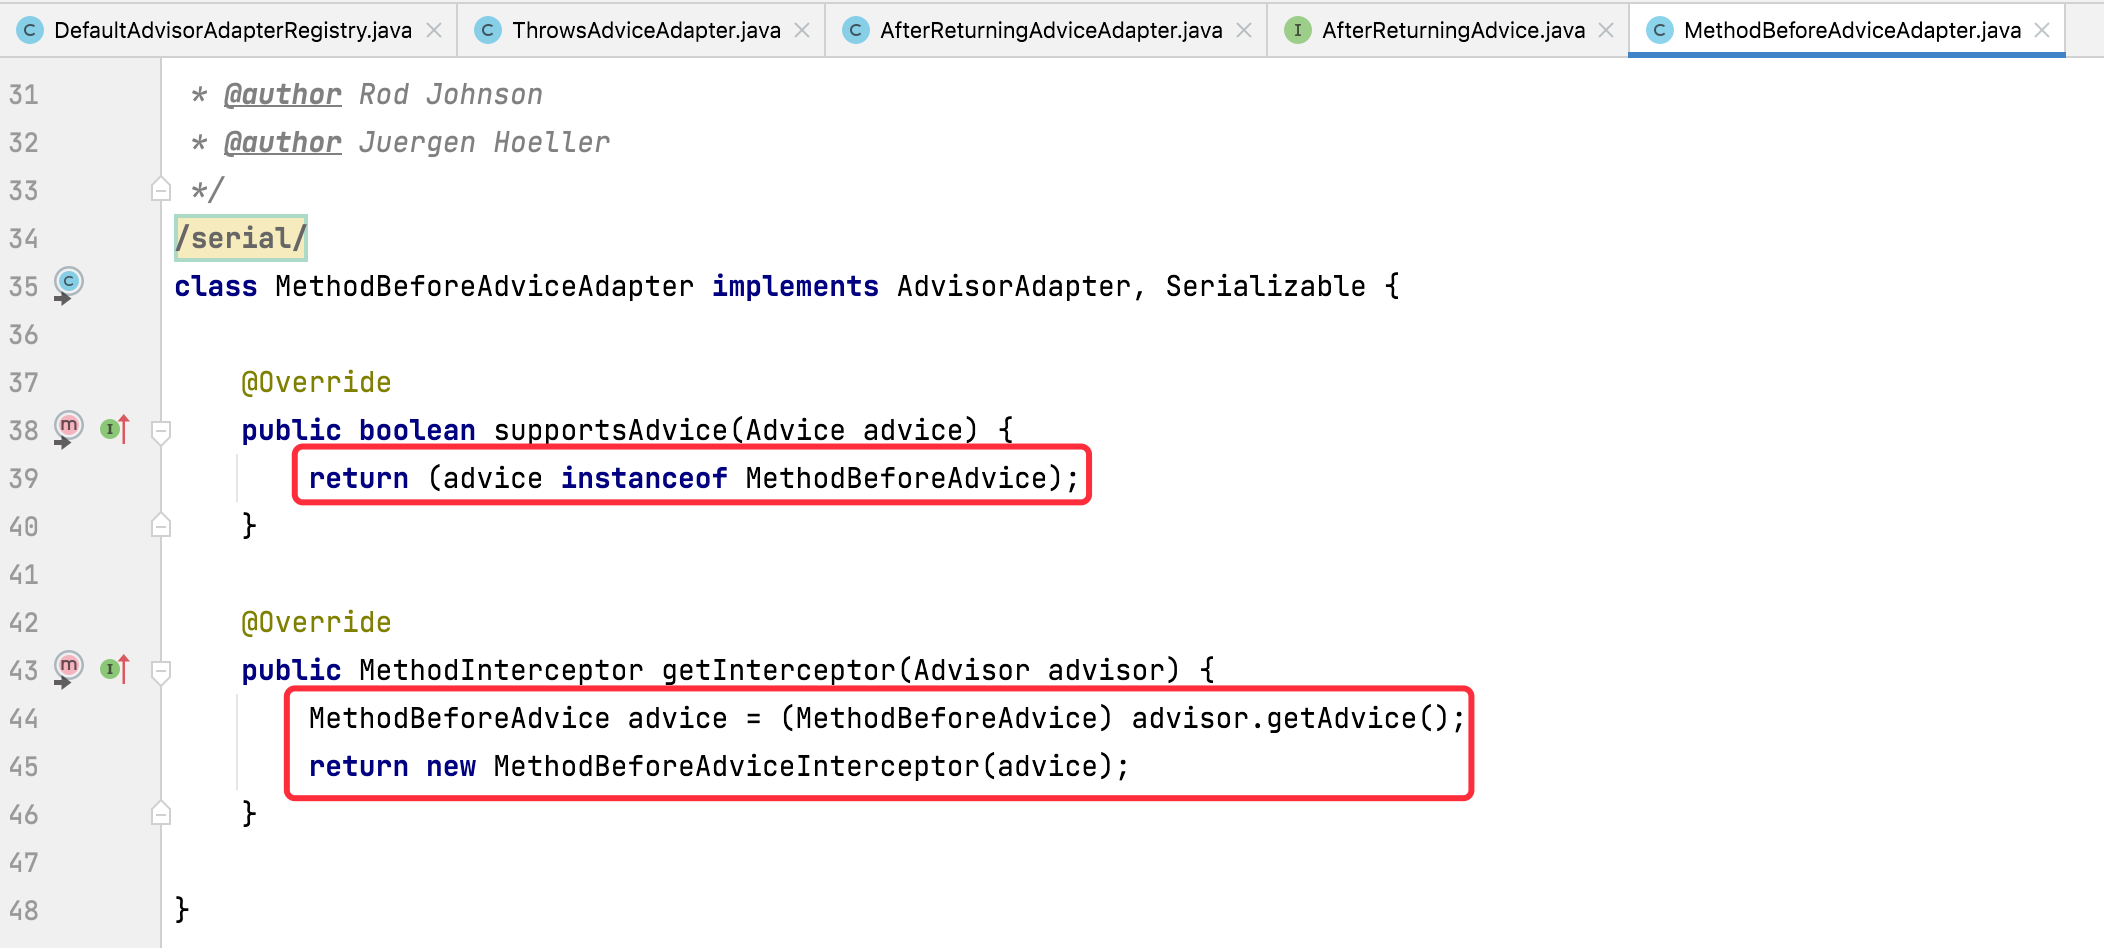 DefaultAdvisorAdapterRegistry.java ThrowsAdviceAdapter.java AfterReturningAdviceAdapter.java AfterReturningAdvice.java MethodBeforeAdviceAdapter.java
31 * @author Rod Johnson
32 * @author Juergen Hoeller
33 */
34 /serial/
35 class MethodBeforeAdviceAdapter implements AdvisorAdapter, Serializable {
36
37 @Override
38 public boolean supportsAdvice(Advice advice) {
39 return (advice instanceof MethodBeforeAdvice);
40 }
41
42 @Override
43 public MethodInterceptor getInterceptor(Advisor advisor) {
44 MethodBeforeAdvice advice = (MethodBeforeAdvice) advisor.getAdvice();
45 return new MethodBeforeAdviceInterceptor(advice);
46 }
47
48 }